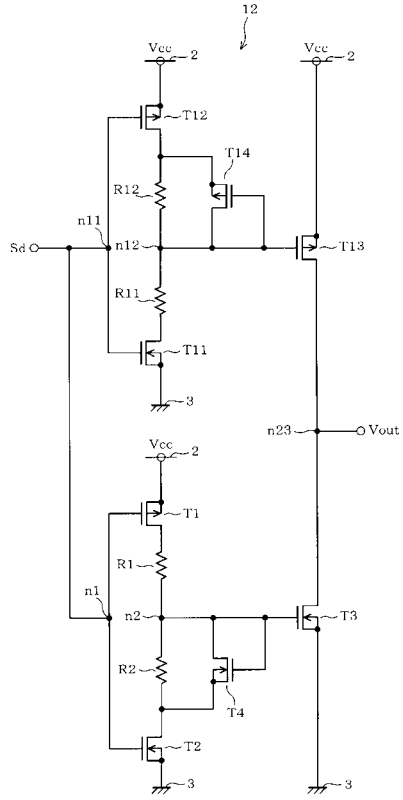 12
Vcc 2
Vcc 2
T12
T14
R12
n11
Sd
n12
T13
R11
T11
3
n23
Vout
Vcc 2
T1
R1
n1
n2
T3
R2
T4
T2
3
3